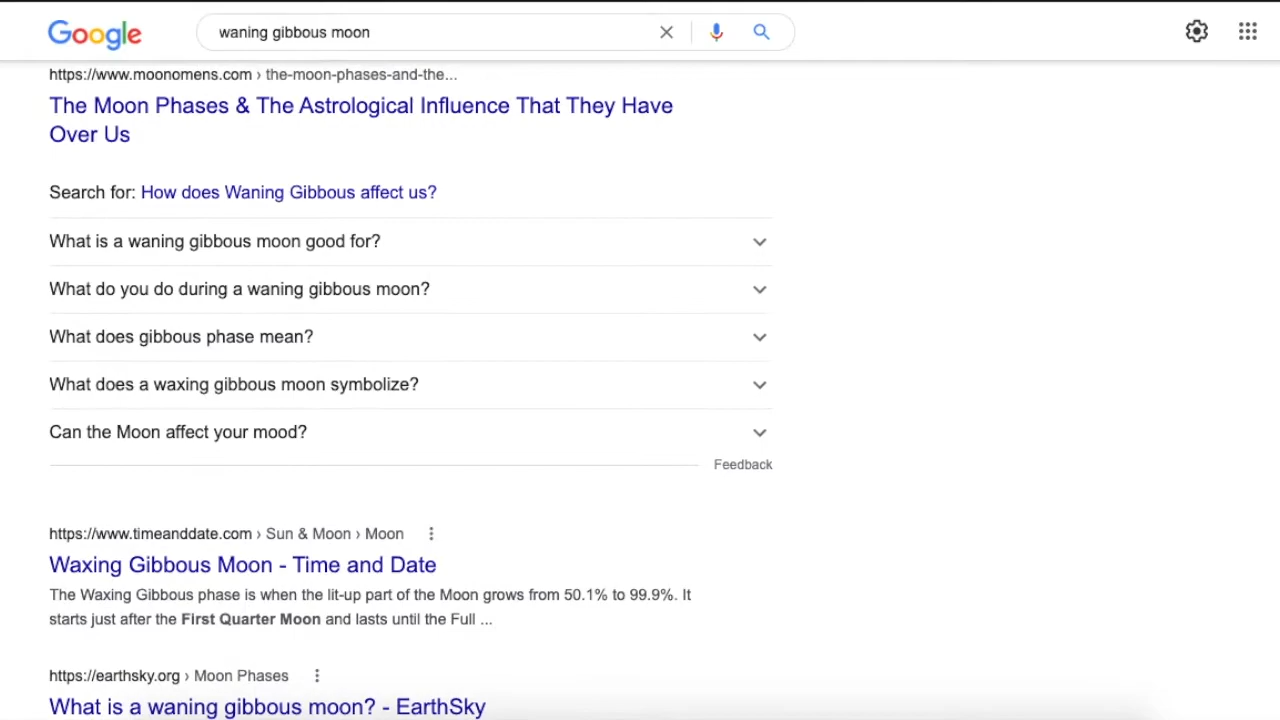 Google
waning gibbous moon
https://www.moonomens.com › the-moon-phases-and-the...
The Moon Phases & The Astrological Influence That They Have
Over Us
Search for: How does Waning Gibbous affect us?
What is a waning gibbous moon good for?
What do you do during a waning gibbous moon?
What does gibbous phase mean?
What does a waxing gibbous moon symbolize?
Can the Moon affect your mood?
Feedback
https://www.timeanddate.com › Sun & Moon › Moon
Waxing Gibbous Moon - Time and Date
The Waxing Gibbous phase is when the lit-up part of the Moon grows from 50.1% to 99.9%. It
starts just after the First Quarter Moon and lasts until the Full ...
https://earthsky.org › Moon Phases
What is a waning gibbous moon? - EarthSky